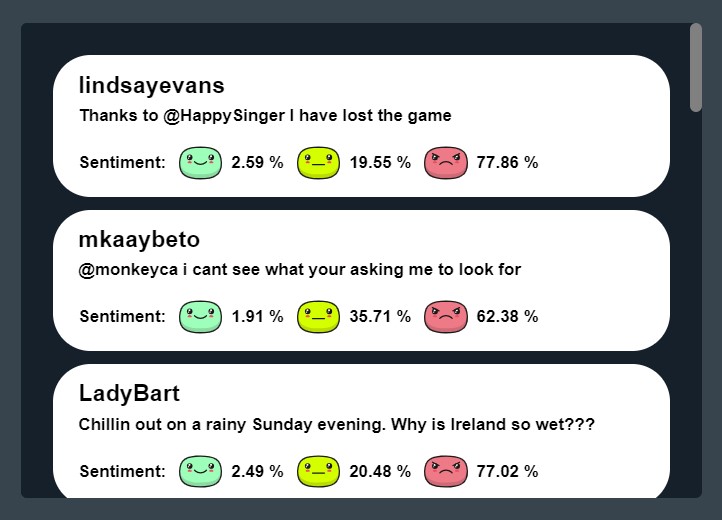 lindsayevans
Thanks to @HappySinger I have lost the game
Sentiment: 2.59 % 19.55 % 77.86 %
mkaaybeto
@monkeyca i cant see what your asking me to look for
Sentiment: 1.91 % 35.71 % 62.38 %
LadyBart
Chillin out on a rainy Sunday evening. Why is Ireland so wet???
Sentiment: 2.49 % 20.48 % 77.02 %